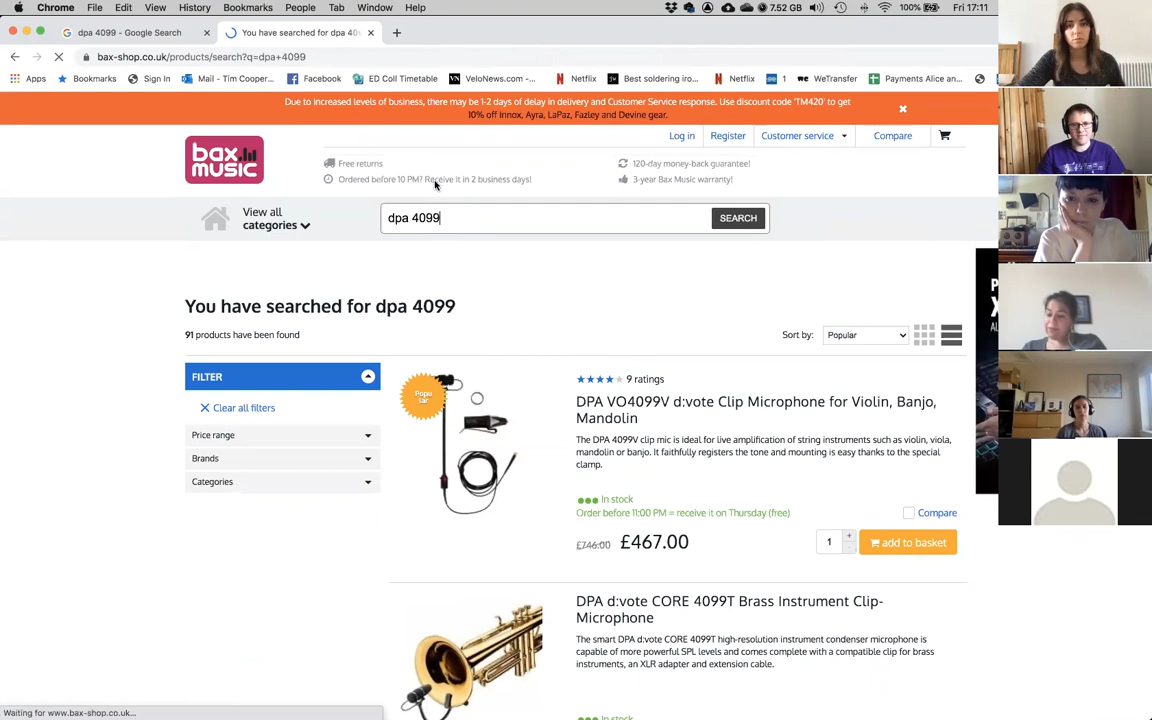 Chrome File Edit View History Bookmarks People Tab Window Help 7.52 GB 100% Fri 17:11
dpa 4099 - Google Search
You have searched for dpa 40
bax-shop.co.uk/products/search?q=dpa+4099
Apps Bookmarks Sign In Mail - Tim Cooper... Facebook ED Coll Timetable VeloNews.com -... Netflix Best soldering iro... Netflix 1 WeTransfer Payments Alice an...
Due to increased levels of business, there may be 1-2 days of delay in delivery and Customer Service response. Use discount code 'TM420' to get
10% off Innox, Ayra, LaPaz, Fazley and Devine gear.
Log in Register Customer service Compare
bax
music
Free returns
120-day money-back guarantee!
Ordered before 10 PM? Receive it in 2 business days!
3-year Bax Music warranty!
View all
categories
dpa 4099
SEARCH
You have searched for dpa 4099
91 products have been found
Sort by: Popular
FILTER
Clear all filters
Price range
Brands
Categories
Popu
lar
9 ratings
DPA VO4099V d:vote Clip Microphone for Violin, Banjo,
Mandolin
The DPA 4099V clip mic is ideal for live amplification of string instruments such as violin, viola,
mandolin or banjo. It faithfully registers the tone and mounting is easy thanks to the special
clamp.
In stock
Order before 11:00 PM = receive it on Thursday (free)
Compare
£746.00 £467.00
1
add to basket
DPA d:vote CORE 4099T Brass Instrument Clip-
Microphone
The smart DPA d:vote CORE 4099T high-resolution instrument condenser microphone is
capable of more powerful SPL levels and comes complete with a compatible clip for brass
instruments, an XLR adapter and extension cable.
In stock
Waiting for www.bax-shop.co.uk...